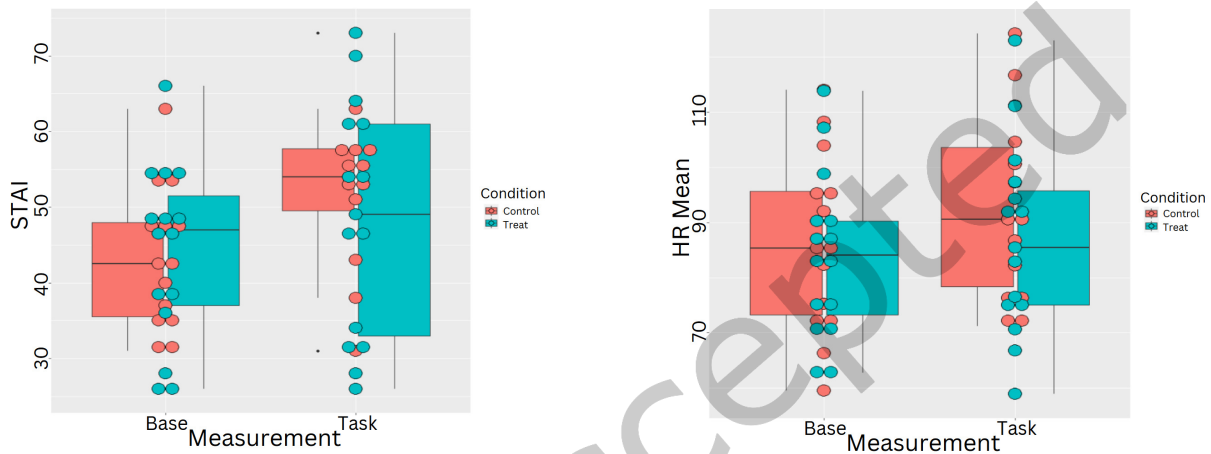 STAI
70
60
50
40
30
Base
Task
Measurement
Condition
Control
Treat
HR Mean
110
90
70
Base
Task
Measurement
Condition
Control
Treat
ccepted